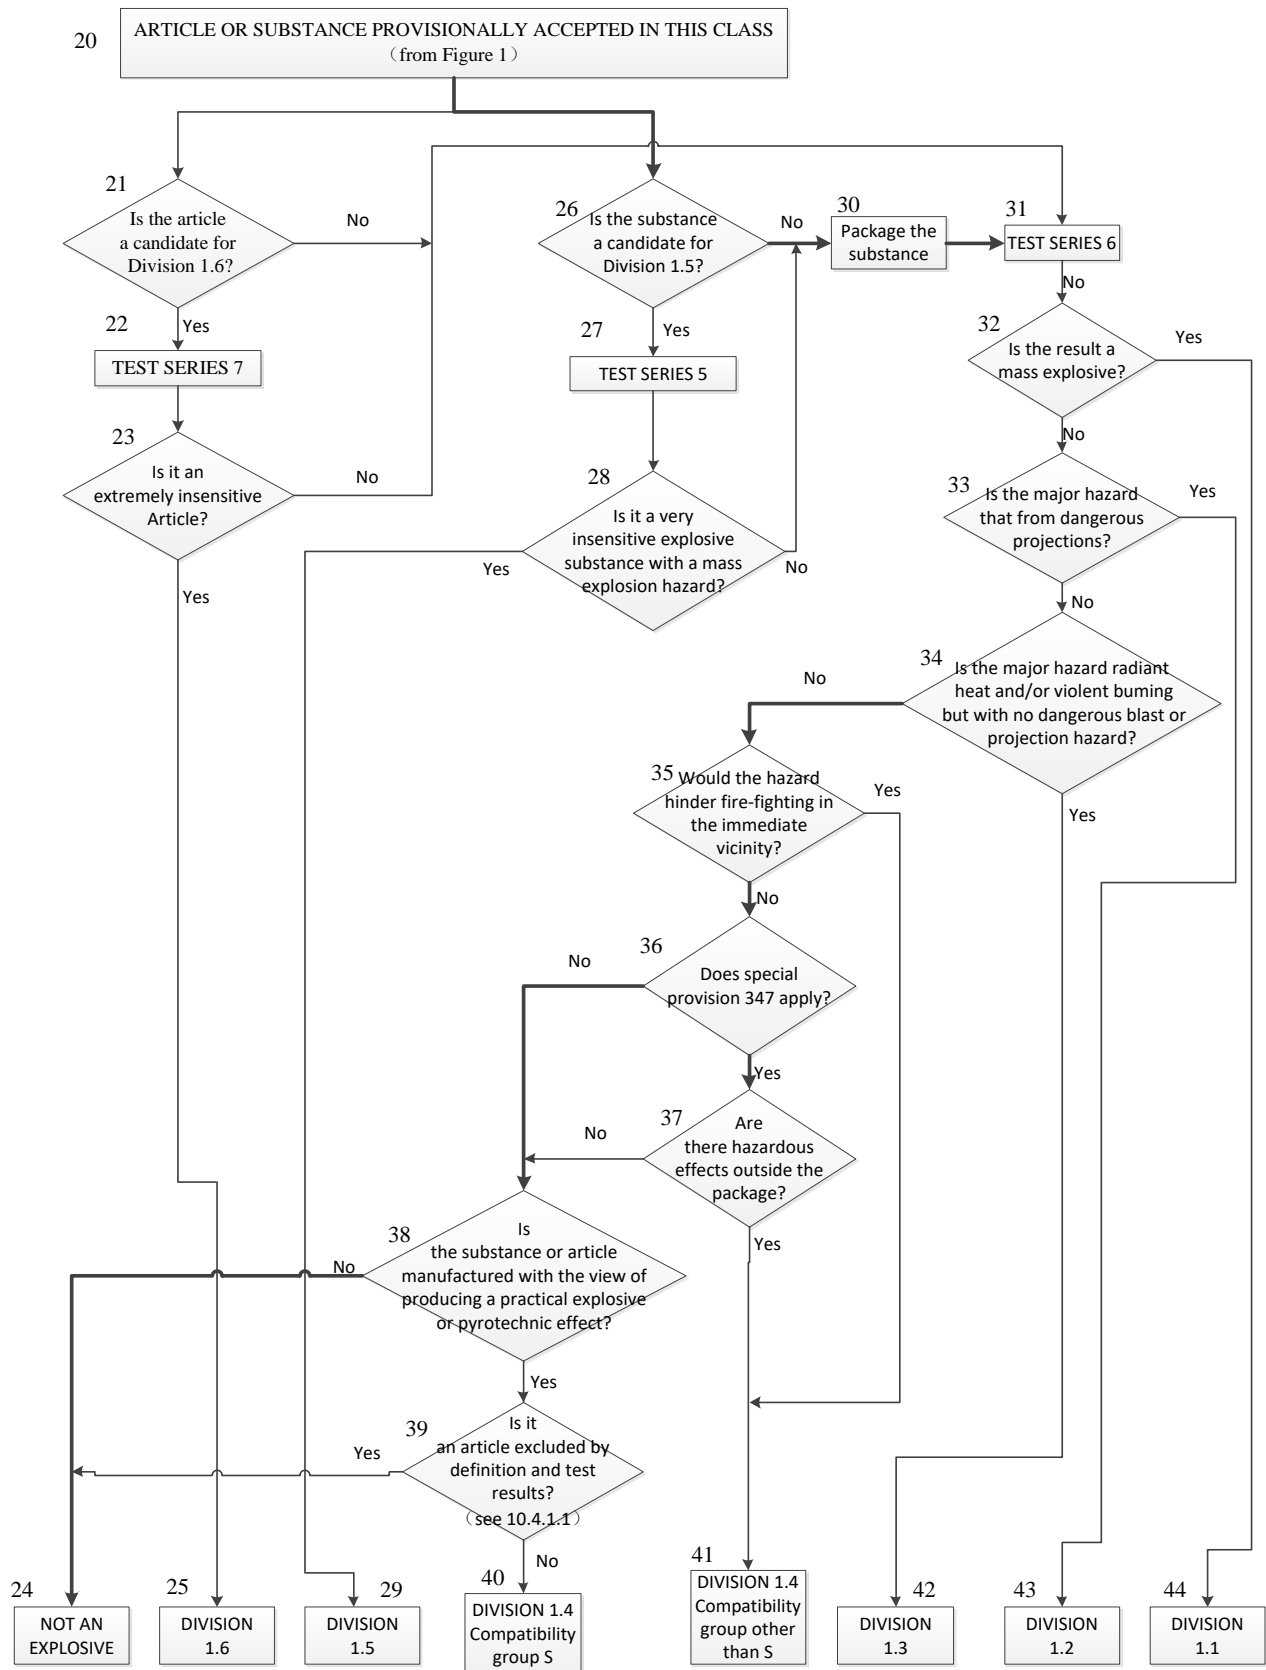 20
ARTICLE OR SUBSTANCE PROVISIONALLY ACCEPTED IN THIS CLASS
（from Figure 1）
21
Is the article
a candidate for
Division 1.6?
No
Yes
22
TEST SERIES 7
23
Is it an
extremely insensitive
Article?
No
Yes
26
Is the substance
a candidate for
Division 1.5?
No
Yes
27
TEST SERIES 5
28
Is it a very
insensitive explosive
substance with a mass
explosion hazard?
Yes
No
30
Package the
substance
31
TEST SERIES 6
No
32
Is the result a
mass explosive?
Yes
No
33
Is the major hazard
that from dangerous
projections?
Yes
No
34
Is the major hazard radiant
heat and/or violent buming
but with no dangerous blast or
projection hazard?
No
Yes
35
Would the hazard
hinder fire-fighting in
the immediate
vicinity?
Yes
No
36
Does special
provision 347 apply?
No
Yes
37
Are
there hazardous
effects outside the
package?
No
Yes
38
Is
the substance or article
manufactured with the view of
producing a practical explosive
or pyrotechnic effect?
No
Yes
39
Is it
an article excluded by
definition and test
results?
（see 10.4.1.1）
Yes
No
24
NOT AN
EXPLOSIVE
25
DIVISION
1.6
29
DIVISION
1.5
40
DIVISION 1.4
Compatibility
group S
41
DIVISION 1.4
Compatibility
group other
than S
42
DIVISION
1.3
43
DIVISION
1.2
44
DIVISION
1.1